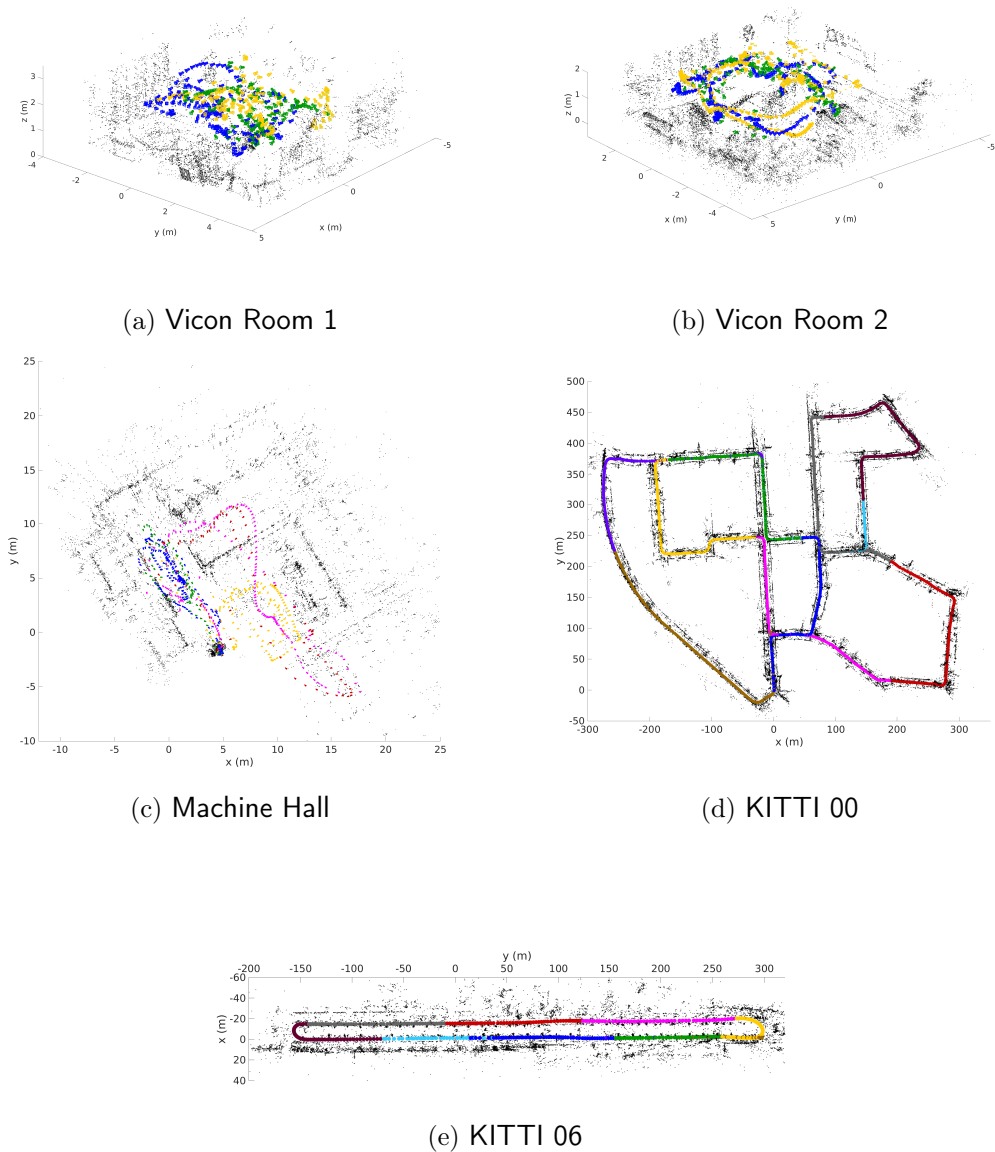 3
2
1
0
z (m)
-4
-2
0
2
4
y (m)
5
0
-5
x (m)
2
1
0
z (m)
2
0
-2
-4
x (m)
5
0
-5
y (m)
(a) Vicon Room 1
(b) Vicon Room 2
25
20
15
10
5
0
-5
-10
y (m)
-10 -5 0 5 10 15 20 25
x (m)
500
450
400
350
300
250
200
150
100
50
0
-50
y (m)
-300 -200 -100 0 100 200 300
x (m)
(c) Machine Hall
(d) KITTI 00
y (m)
-200 -150 -100 -50 0 50 100 150 200 250 300
-60
-40
-20
0
20
40
x (m)
(e) KITTI 06